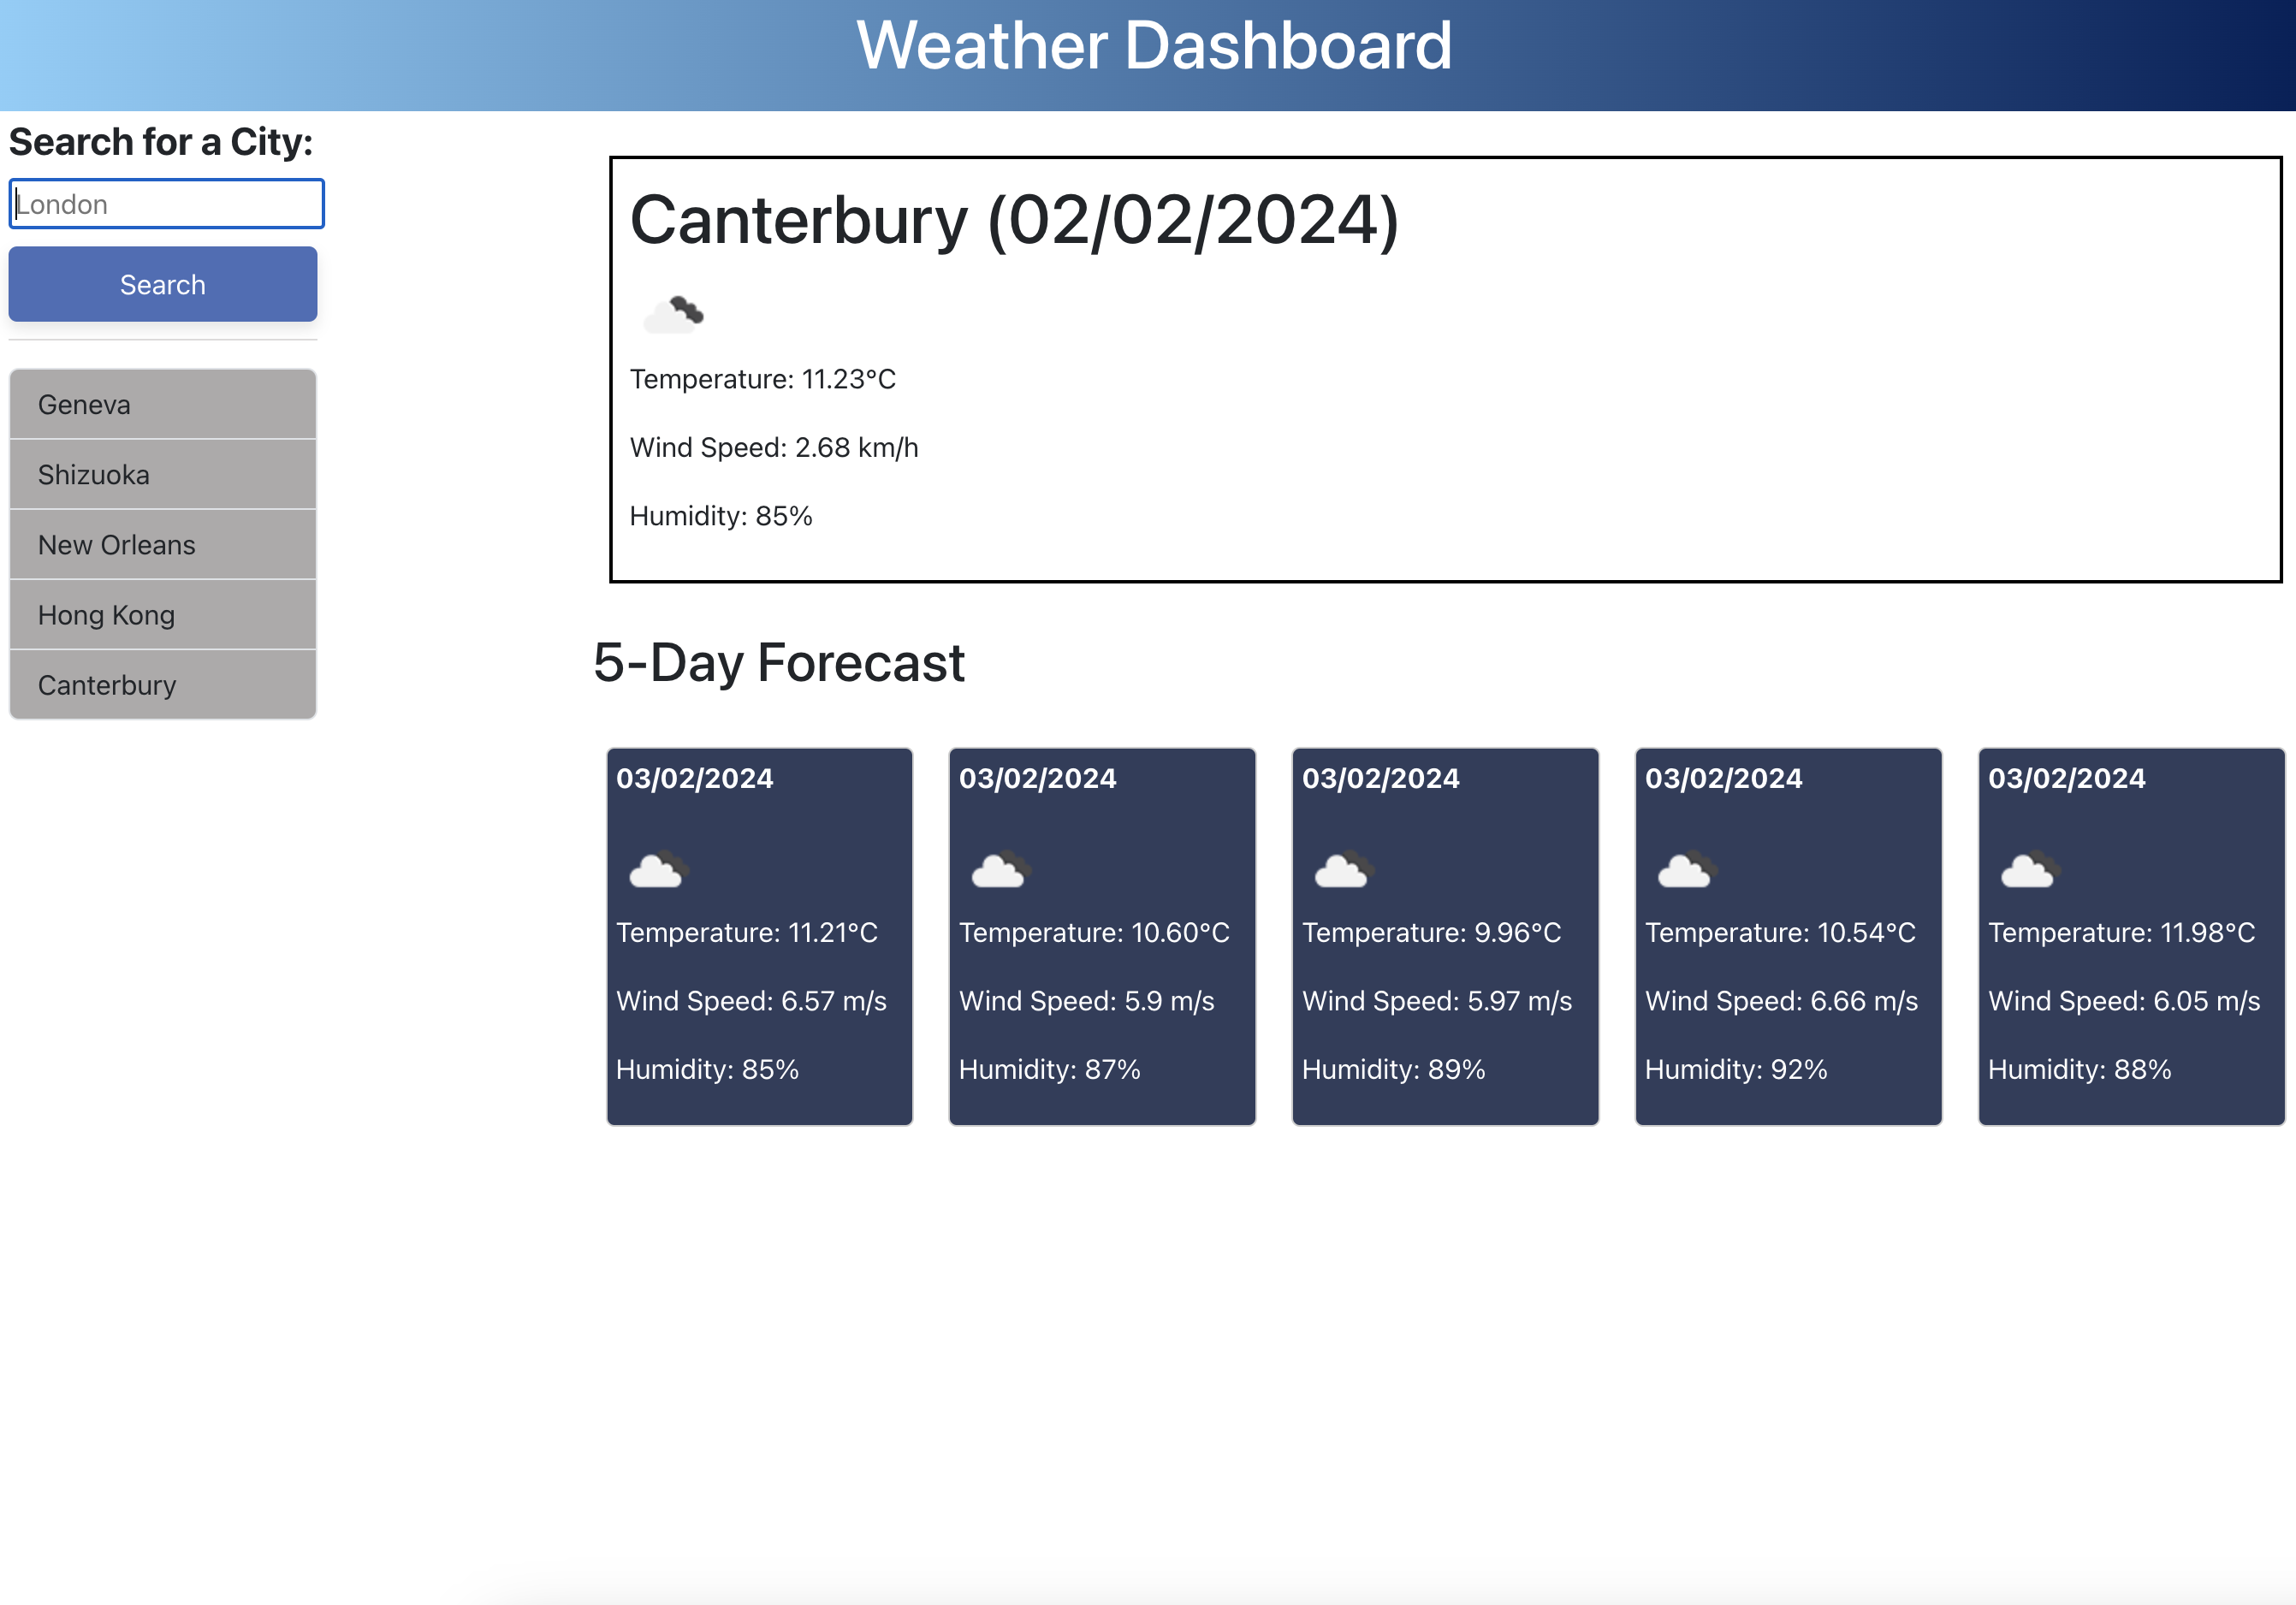 Weather Dashboard
Search for a City:
London
Search
Geneva
Shizuoka
New Orleans
Hong Kong
Canterbury
Canterbury (02/02/2024)
Temperature: 11.23°C
Wind Speed: 2.68 km/h
Humidity: 85%
5-Day Forecast
03/02/2024
Temperature: 11.21°C
Wind Speed: 6.57 m/s
Humidity: 85%
03/02/2024
Temperature: 10.60°C
Wind Speed: 5.9 m/s
Humidity: 87%
03/02/2024
Temperature: 9.96°C
Wind Speed: 5.97 m/s
Humidity: 89%
03/02/2024
Temperature: 10.54°C
Wind Speed: 6.66 m/s
Humidity: 92%
03/02/2024
Temperature: 11.98°C
Wind Speed: 6.05 m/s
Humidity: 88%